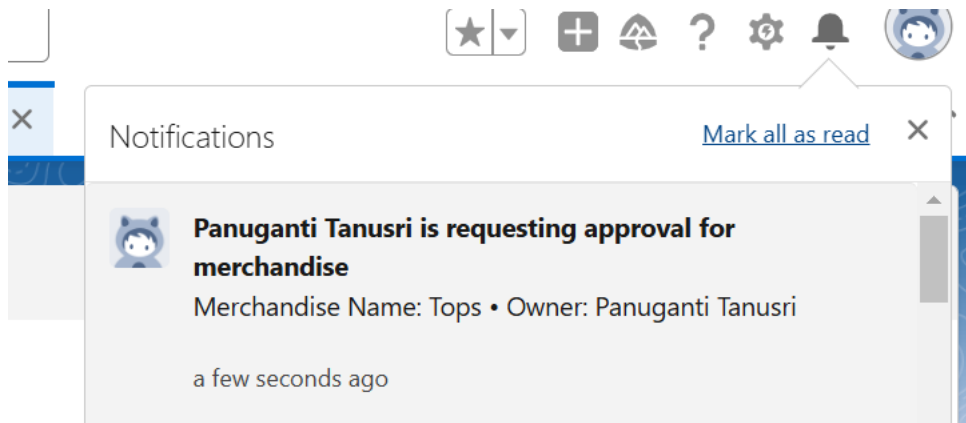 Notifications
Mark all as read
Panuganti Tanusri is requesting approval for
merchandise
Merchandise Name: Tops • Owner: Panuganti Tanusri
a few seconds ago